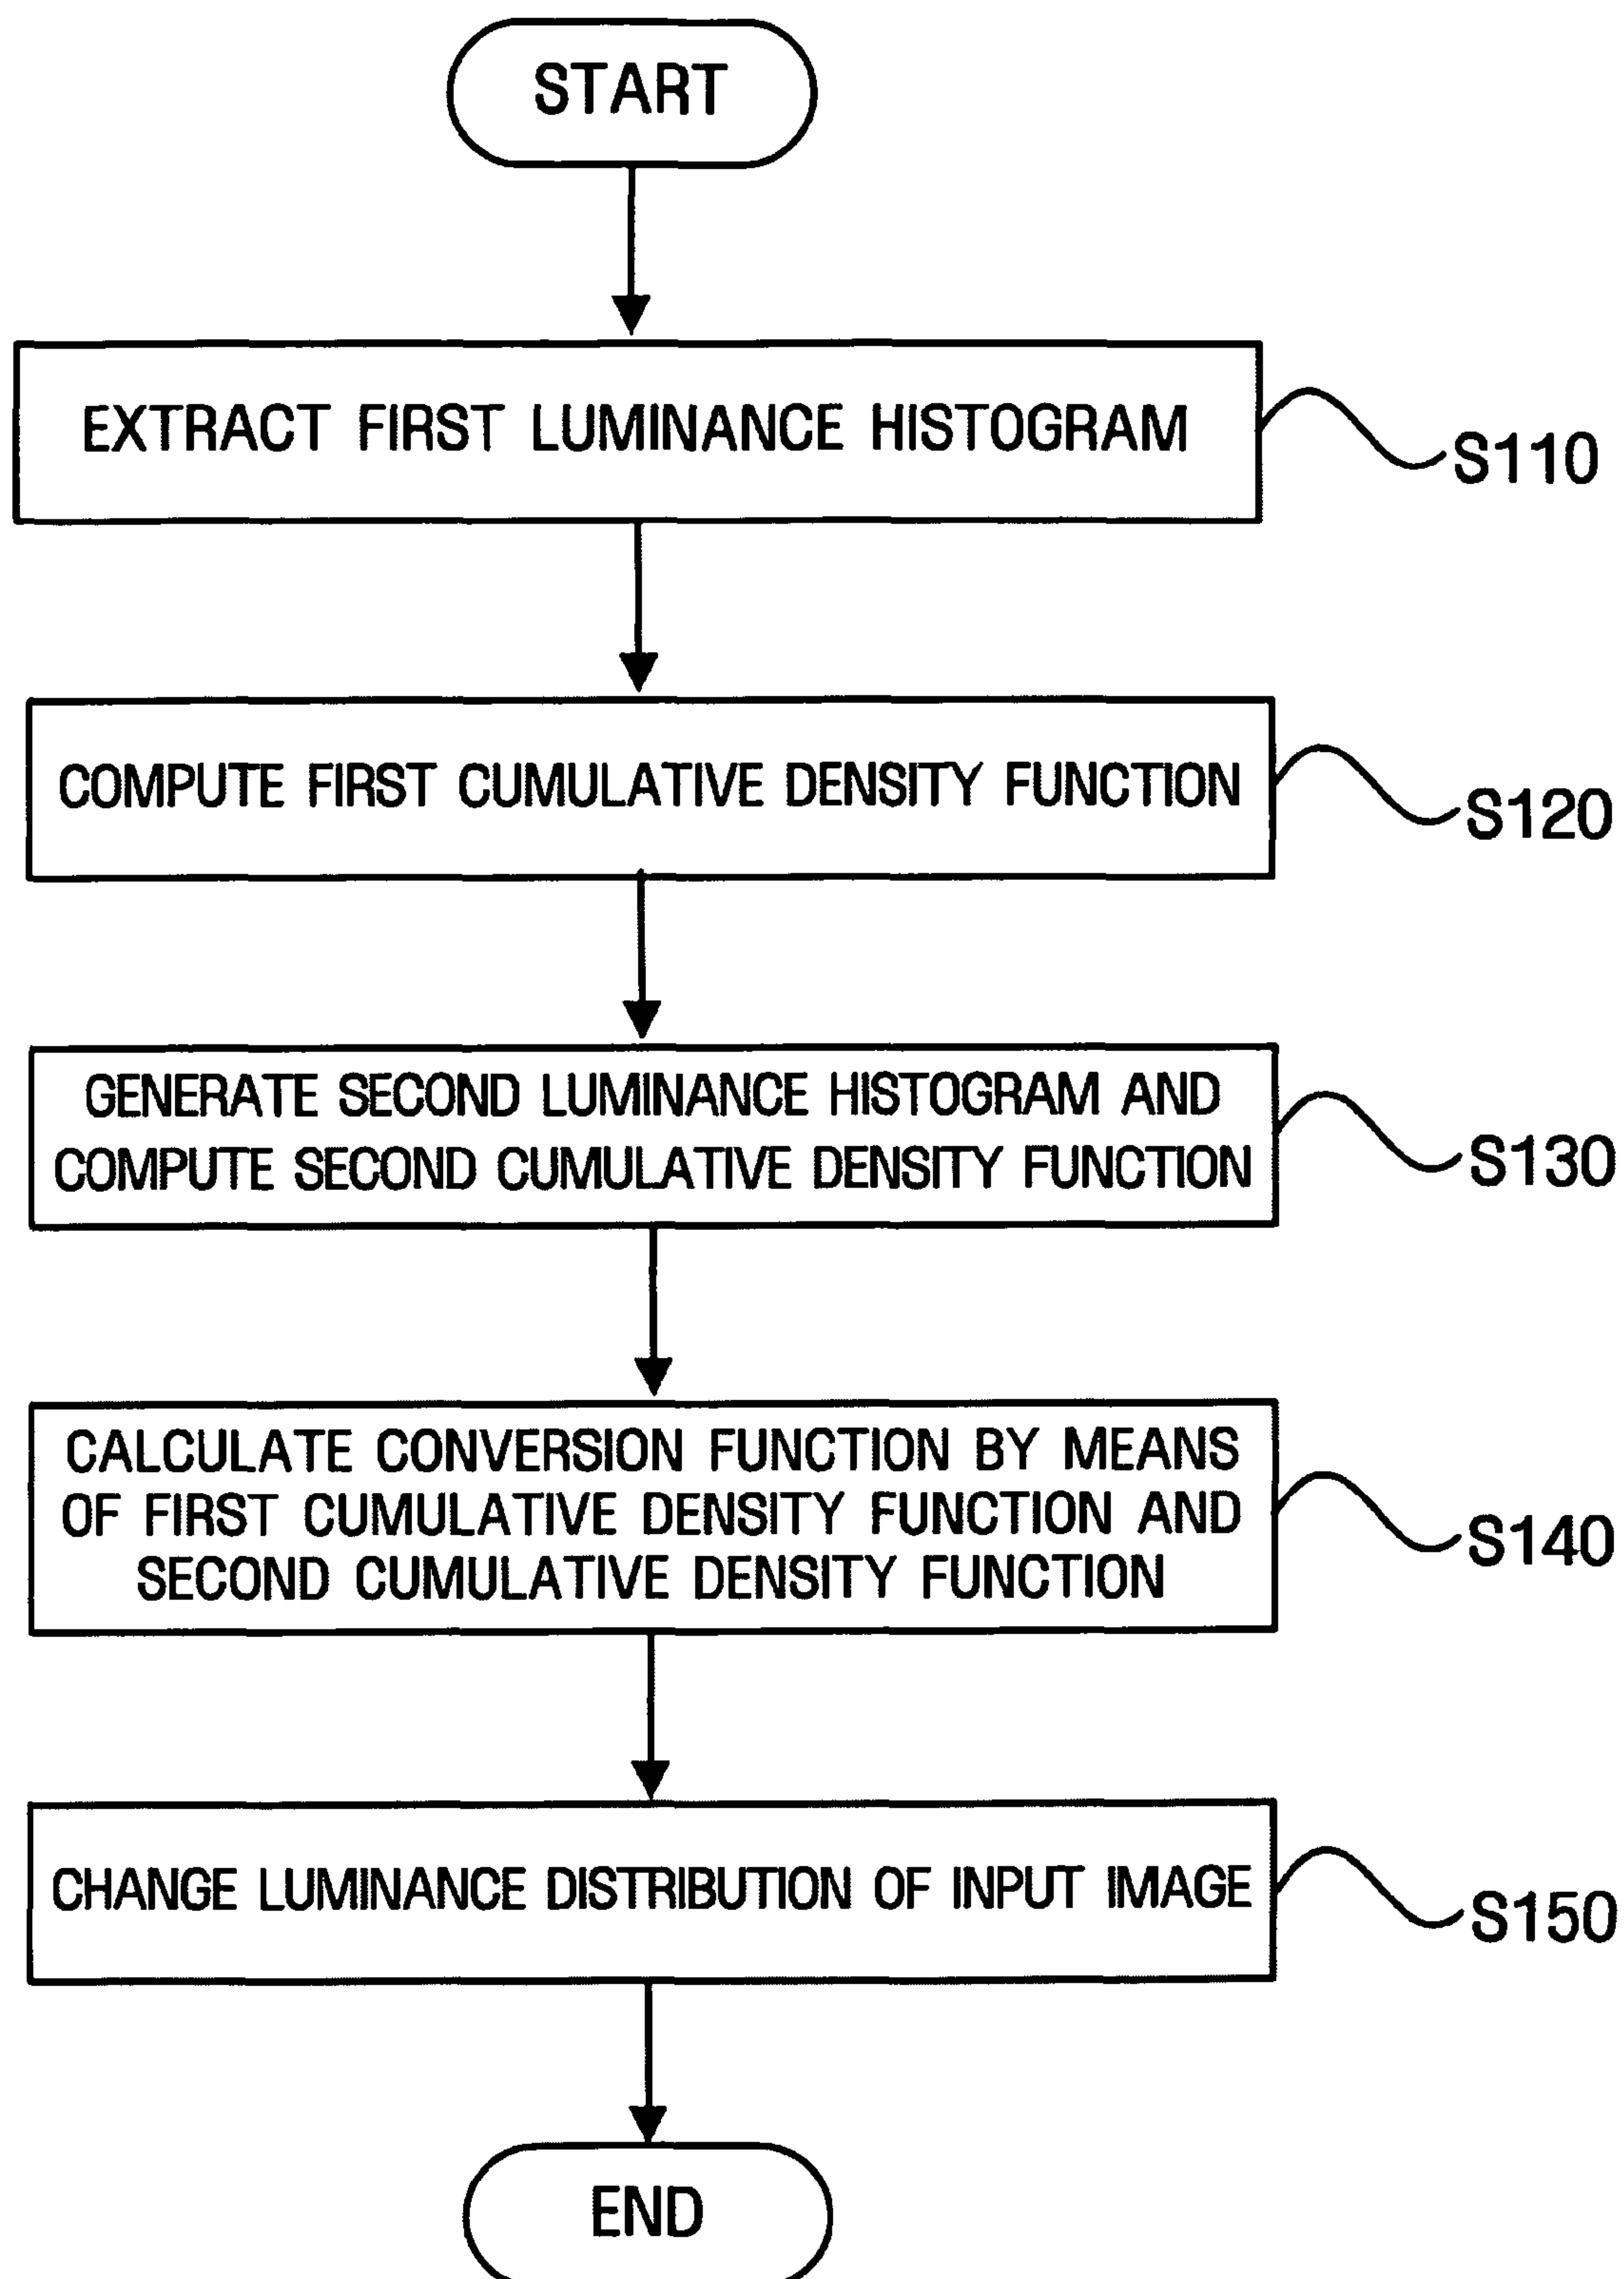 START
EXTRACT FIRST LUMINANCE HISTOGRAM
S110
COMPUTE FIRST CUMULATIVE DENSITY FUNCTION
S120
GENERATE SECOND LUMINANCE HISTOGRAM AND
COMPUTE SECOND CUMULATIVE DENSITY FUNCTION
S130
CALCULATE CONVERSION FUNCTION BY MEANS
OF FIRST CUMULATIVE DENSITY FUNCTION AND
SECOND CUMULATIVE DENSITY FUNCTION
S140
CHANGE LUMINANCE DISTRIBUTION OF INPUT IMAGE
S150
END